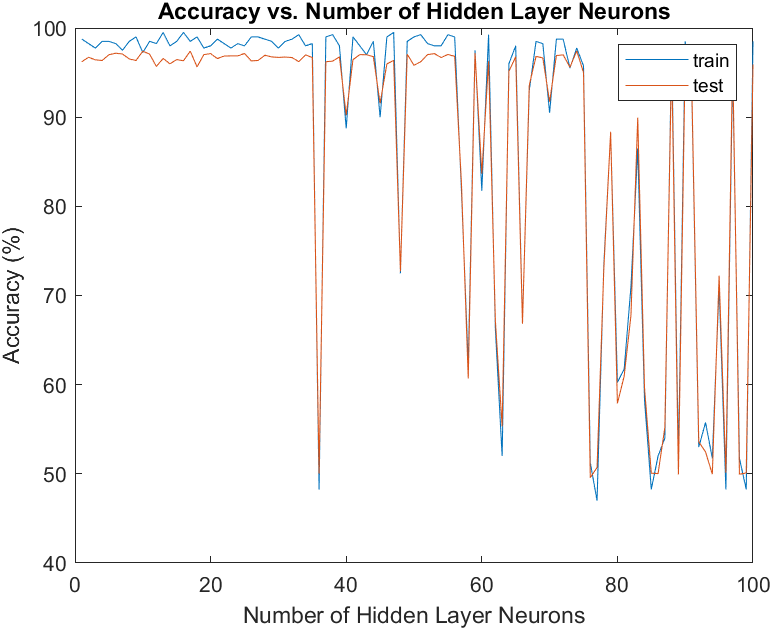 Accuracy vs. Number of Hidden Layer Neurons
100
90
80
70
60
50
40
Accuracy (%)
train
test
0
20
40
60
80
100
Number of Hidden Layer Neurons